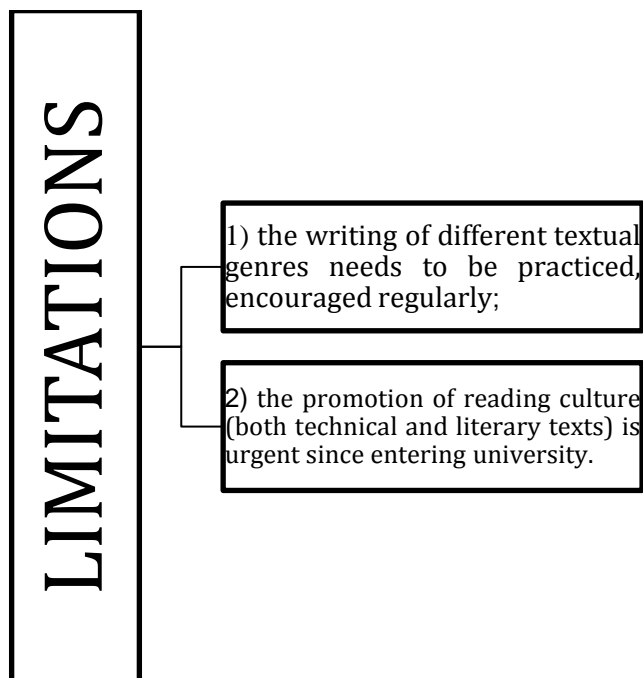 LIMITATIONS
1) the writing of different textual
genres needs to be practiced,
encouraged regularly;
2) the promotion of reading culture
(both technical and literary texts) is
urgent since entering university.